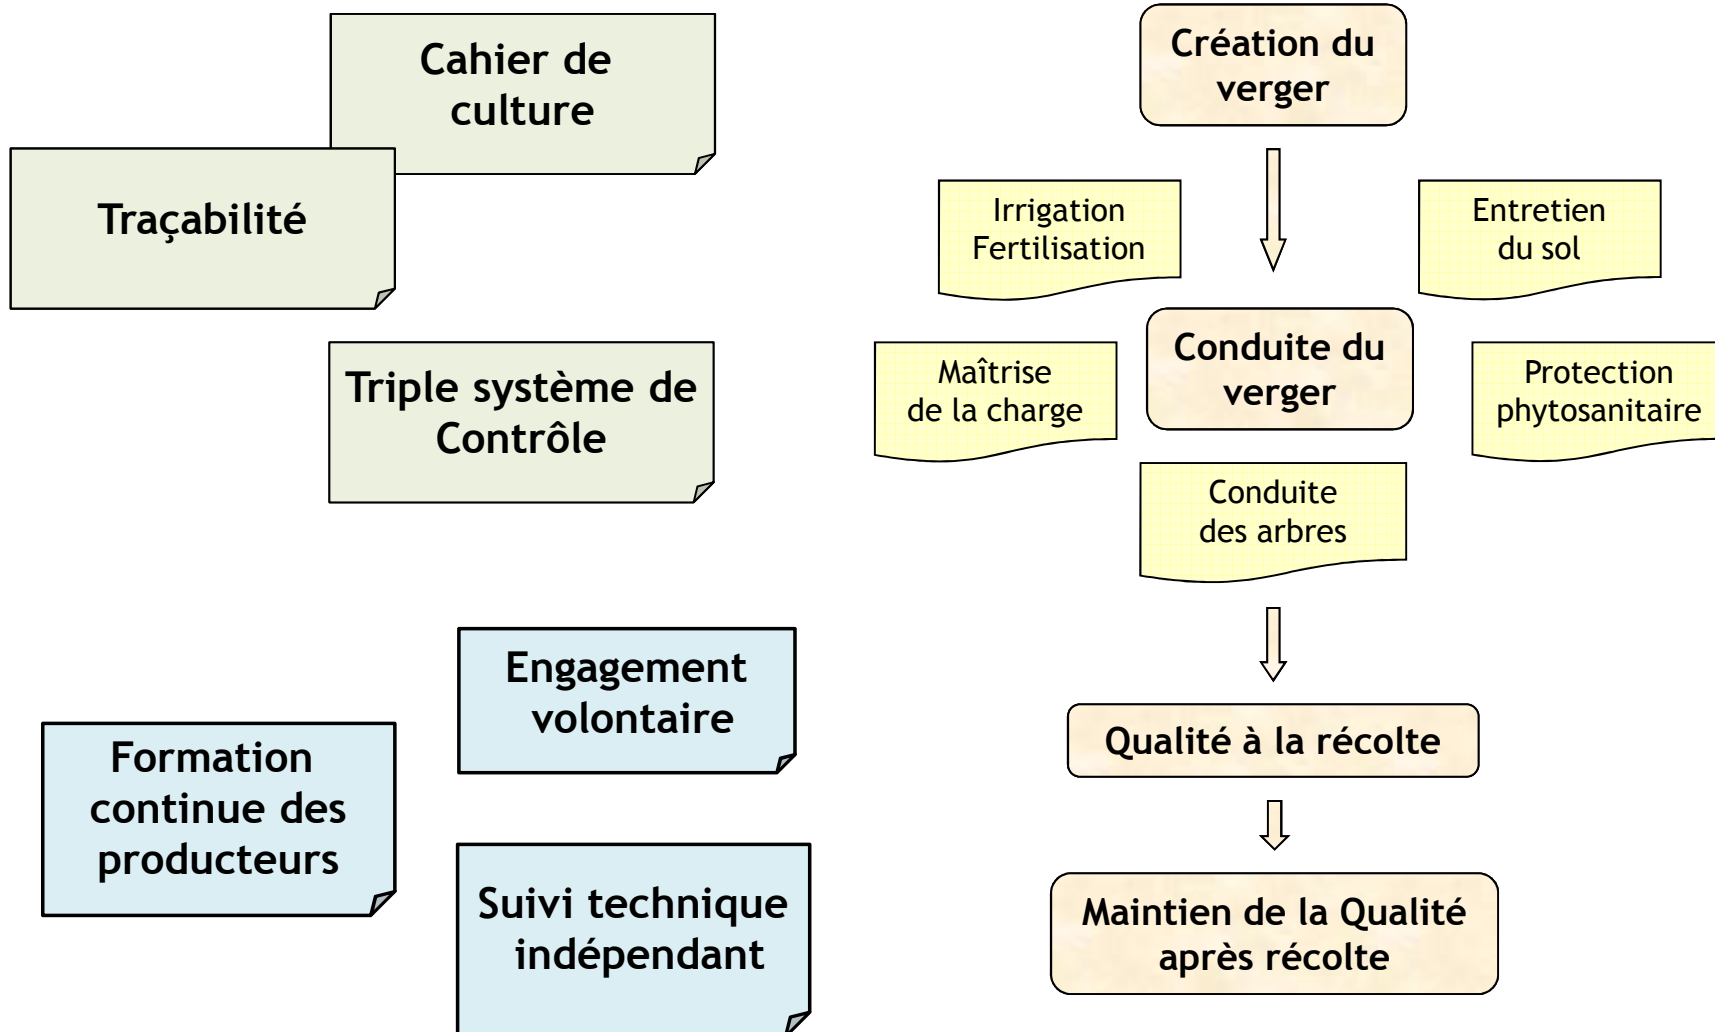 Cahier de
culture
Traçabilité
Triple système de
Contrôle
Engagement
volontaire
Formation
continue des
producteurs
Suivi technique
indépendant
Création du
verger
Irrigation
Fertilisation
Entretien
du sol
Conduite du
verger
Maîtrise
de la charge
Protection
phytosanitaire
Conduite
des arbres
Qualité à la récolte
Maintien de la Qualité
après récolte